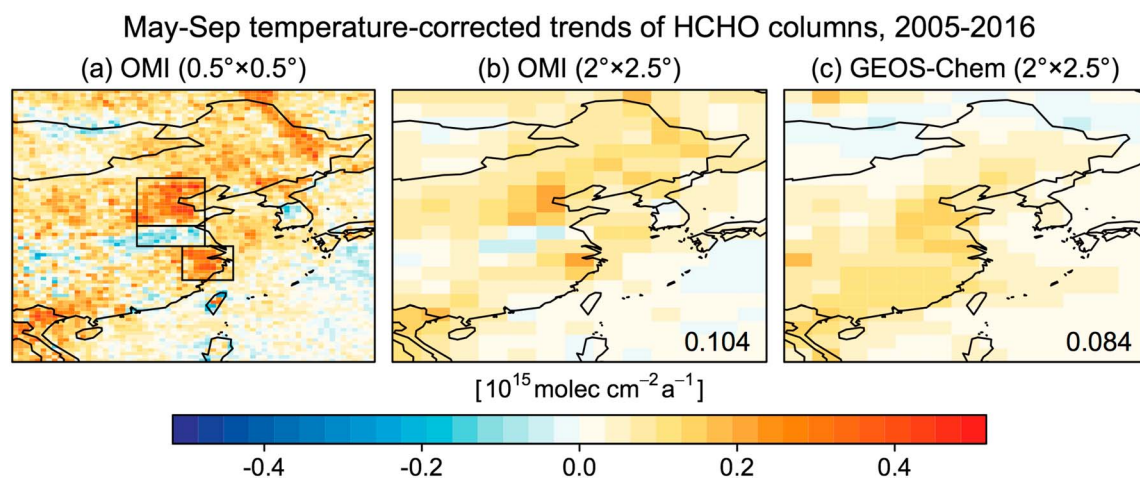 May-Sep temperature-corrected trends of HCHO columns, 2005-2016
(a) OMI (0.5°×0.5°)
(b) OMI (2°×2.5°)
(c) GEOS-Chem (2°×2.5°)
0.104
0.084
[10¹⁵ molec cm⁻² a⁻¹]
-0.4 -0.2 0.0 0.2 0.4